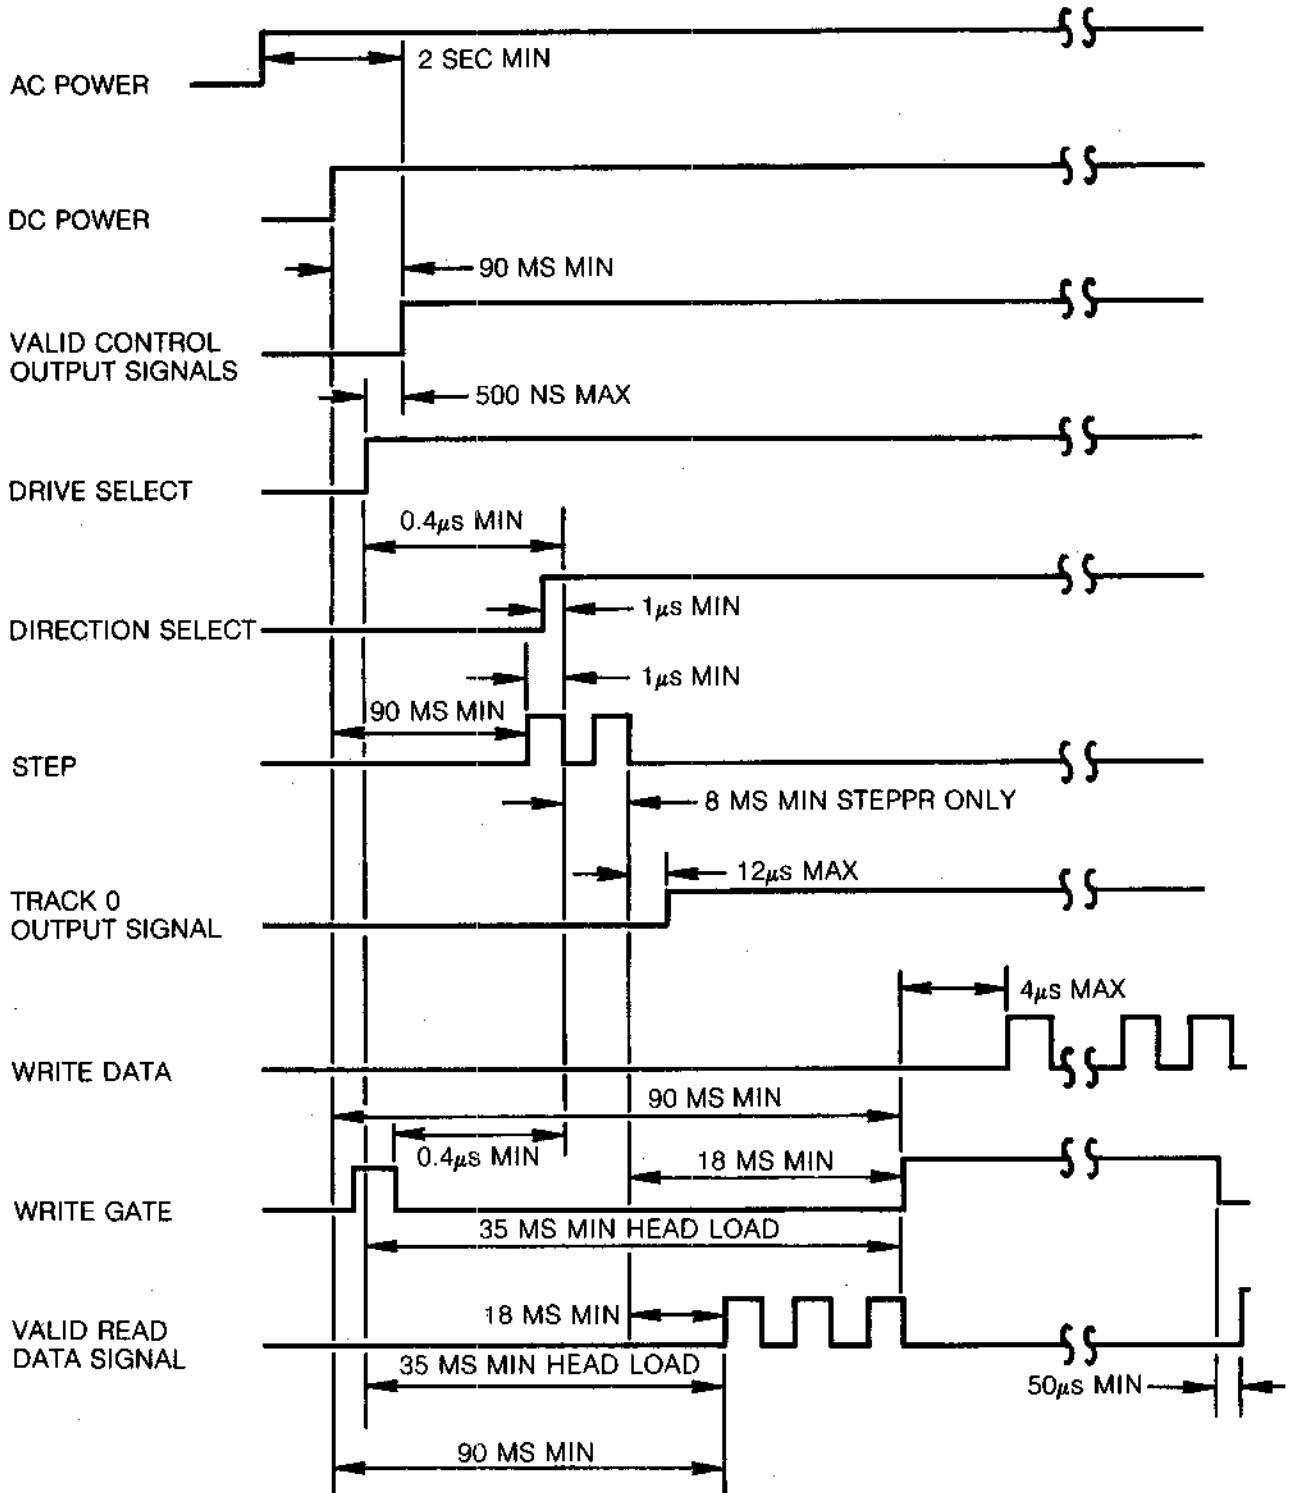 2 SEC MIN
AC POWER
DC POWER
90 MS MIN
VALID CONTROL
OUTPUT SIGNALS
500 NS MAX
DRIVE SELECT
0.4µs MIN
1µs MIN
DIRECTION SELECT
1µs MIN
90 MS MIN
STEP
8 MS MIN STEPPR ONLY
12µs MAX
TRACK 0
OUTPUT SIGNAL
4µs MAX
WRITE DATA
90 MS MIN
0.4µs MIN
18 MS MIN
WRITE GATE
35 MS MIN HEAD LOAD
18 MS MIN
VALID READ
DATA SIGNAL
35 MS MIN HEAD LOAD
50µs MIN
90 MS MIN